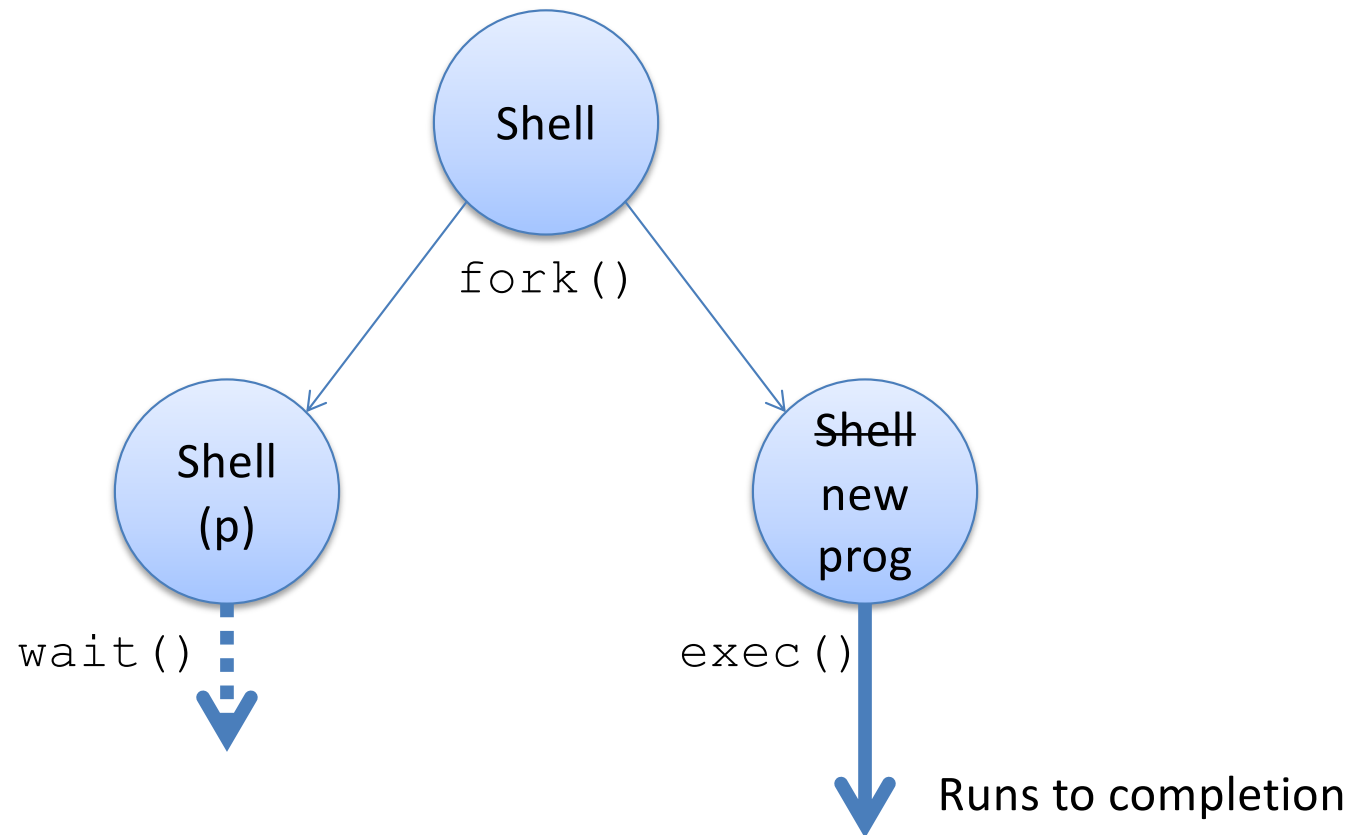 Shell
fork()
Shell
(p)
Shell
new
prog
wait()
exec()
Runs to completion